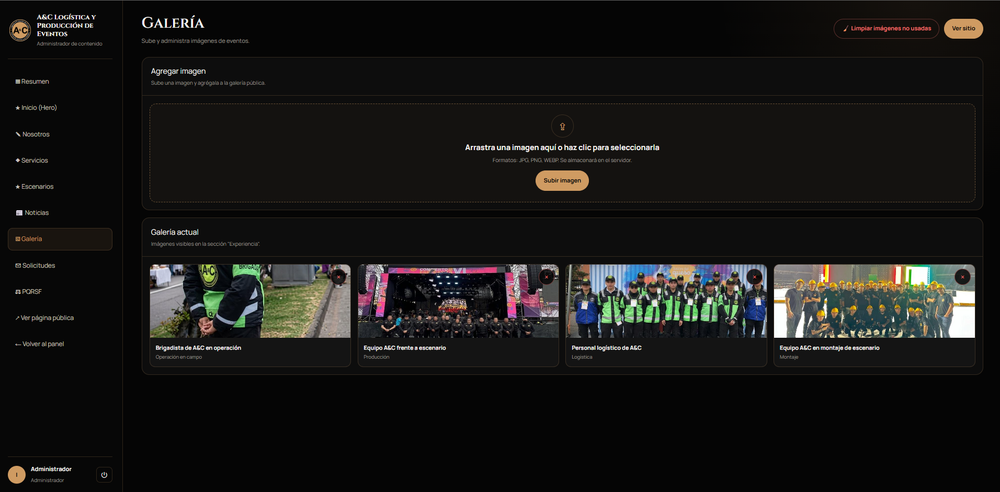 A&C Logística y
Producción de
Eventos
Administrador de contenido
A&C
Resumen
Inicio (Hero)
Nosotros
Servicios
Escenarios
Noticias
Galería
Solicitudes
PQRSF
Ver página pública
Volver al panel
I
Administrador
Administrador
Galería
Sube y administra imágenes de eventos.
Limpiar imágenes no usadas
Ver sitio
Agregar imagen
Sube una imagen y agrégala a la galería pública.
Arrastra una imagen aquí o haz clic para seleccionarla
Formatos: JPG, PNG, WEBP. Se almacenará en el servidor.
Subir imagen
Galería actual
Imágenes visibles en la sección "Experiencia".
A&C
BRIGADA
CONCIERTO
queso
Brigadista de A&C en operación
Operación en campo
Equipo A&C frente a escenario
Producción
Personal logístico de A&C
Logística
Equipo A&C en montaje de escenario
Montaje